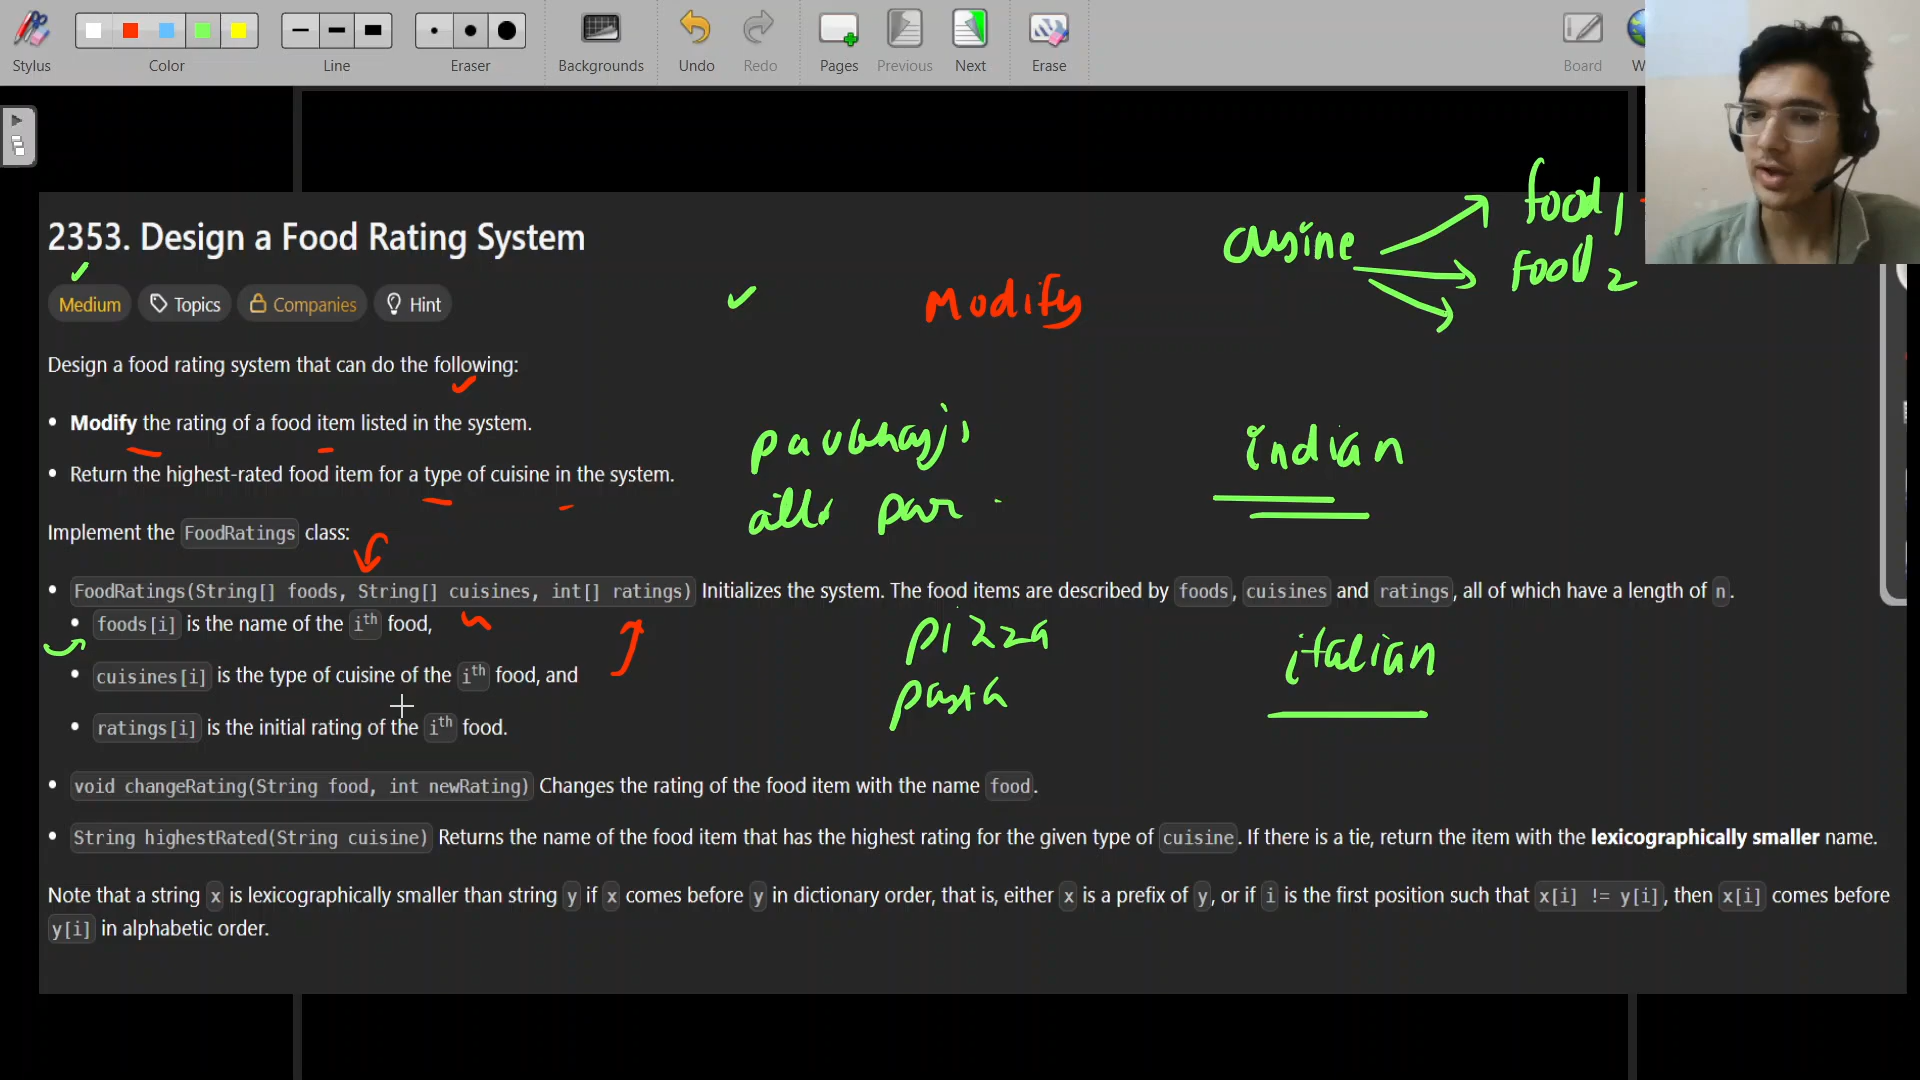 Stylus
Color
Line
Eraser
Backgrounds
Undo
Redo
Pages
Previous
Next
Erase
Board
W
2353. Design a Food Rating System
Medium
Topics
Companies
Hint
Modify
cusine
food 1
food 2
Design a food rating system that can do the following:
• Modify the rating of a food item listed in the system.
• Return the highest-rated food item for a type of cuisine in the system.
pavbhaji
indian
Implement the FoodRatings class:
• FoodRatings(String[] foods, String[] cuisines, int[] ratings) Initializes the system. The food items are described by foods, cuisines and ratings, all of which have a length of n.
• foods[i] is the name of the ith food,
• cuisines[i] is the type of cuisine of the ith food, and
• ratings[i] is the initial rating of the ith food.
pizza
pasta
italian
• void changeRating(String food, int newRating) Changes the rating of the food item with the name food.
• String highestRated(String cuisine) Returns the name of the food item that has the highest rating for the given type of cuisine. If there is a tie, return the item with the lexicographically smaller name.
Note that a string x is lexicographically smaller than string y if x comes before y in dictionary order, that is, either x is a prefix of y, or if i is the first position such that x[i] != y[i], then x[i] comes before
y[i] in alphabetic order.